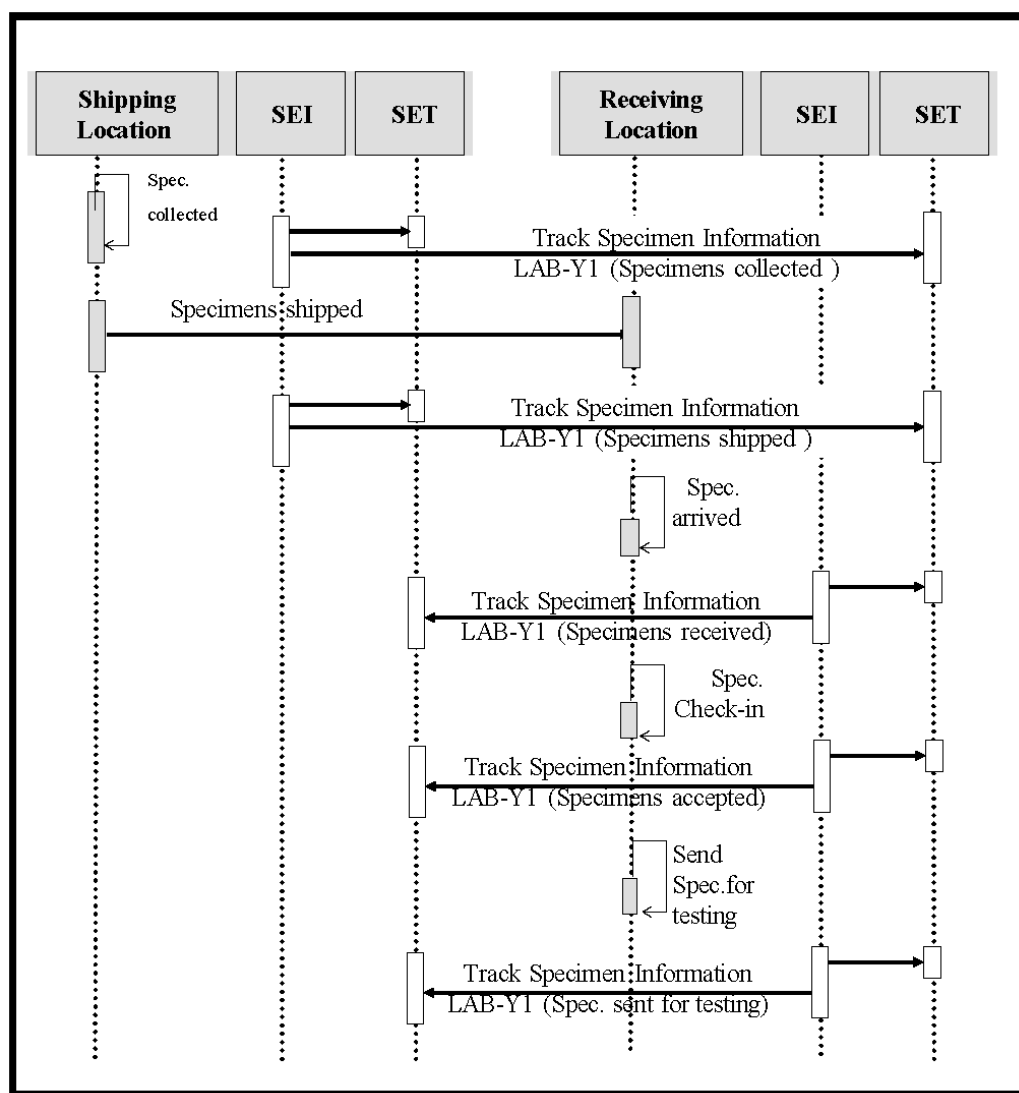 Shipping
Location
SEI
SET
Receiving
Location
SEI
SET
Spec.
collected
Track Specimen Information
LAB-Y1 (Specimens collected )
Specimens shipped
Track Specimen Information
LAB-Y1 (Specimens shipped )
Spec.
arrived
Track Specimen Information
LAB-Y1 (Specimens received)
Spec.
Check-in
Track Specimen Information
LAB-Y1 (Specimens accepted)
Send
Spec.for
testing
Track Specimen Information
LAB-Y1 (Spec. sent for testing)